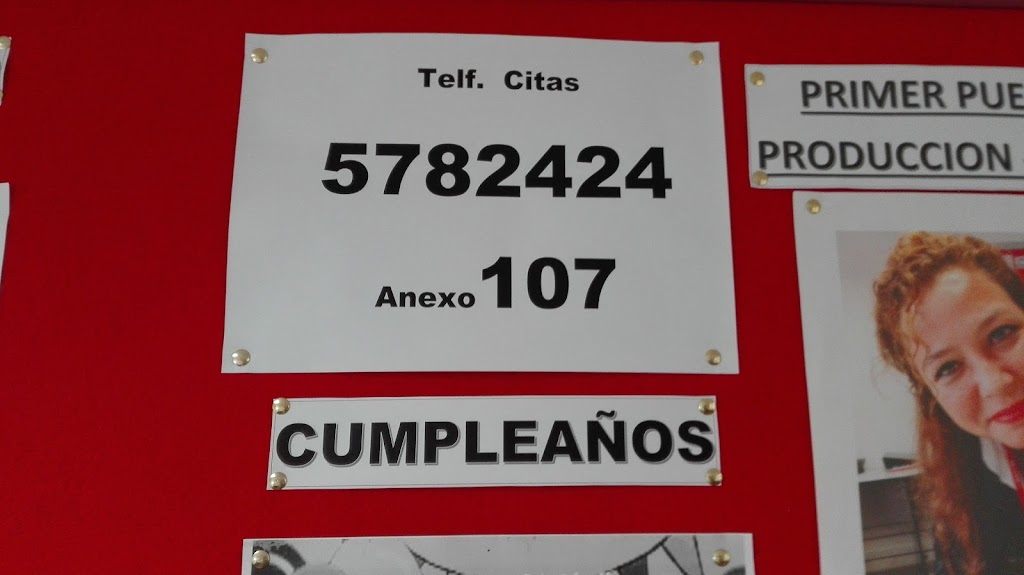 Telf. Citas
5782424
Anexo 107
CUMPLEAÑOS
PRIMER PUE
PRODUCCION